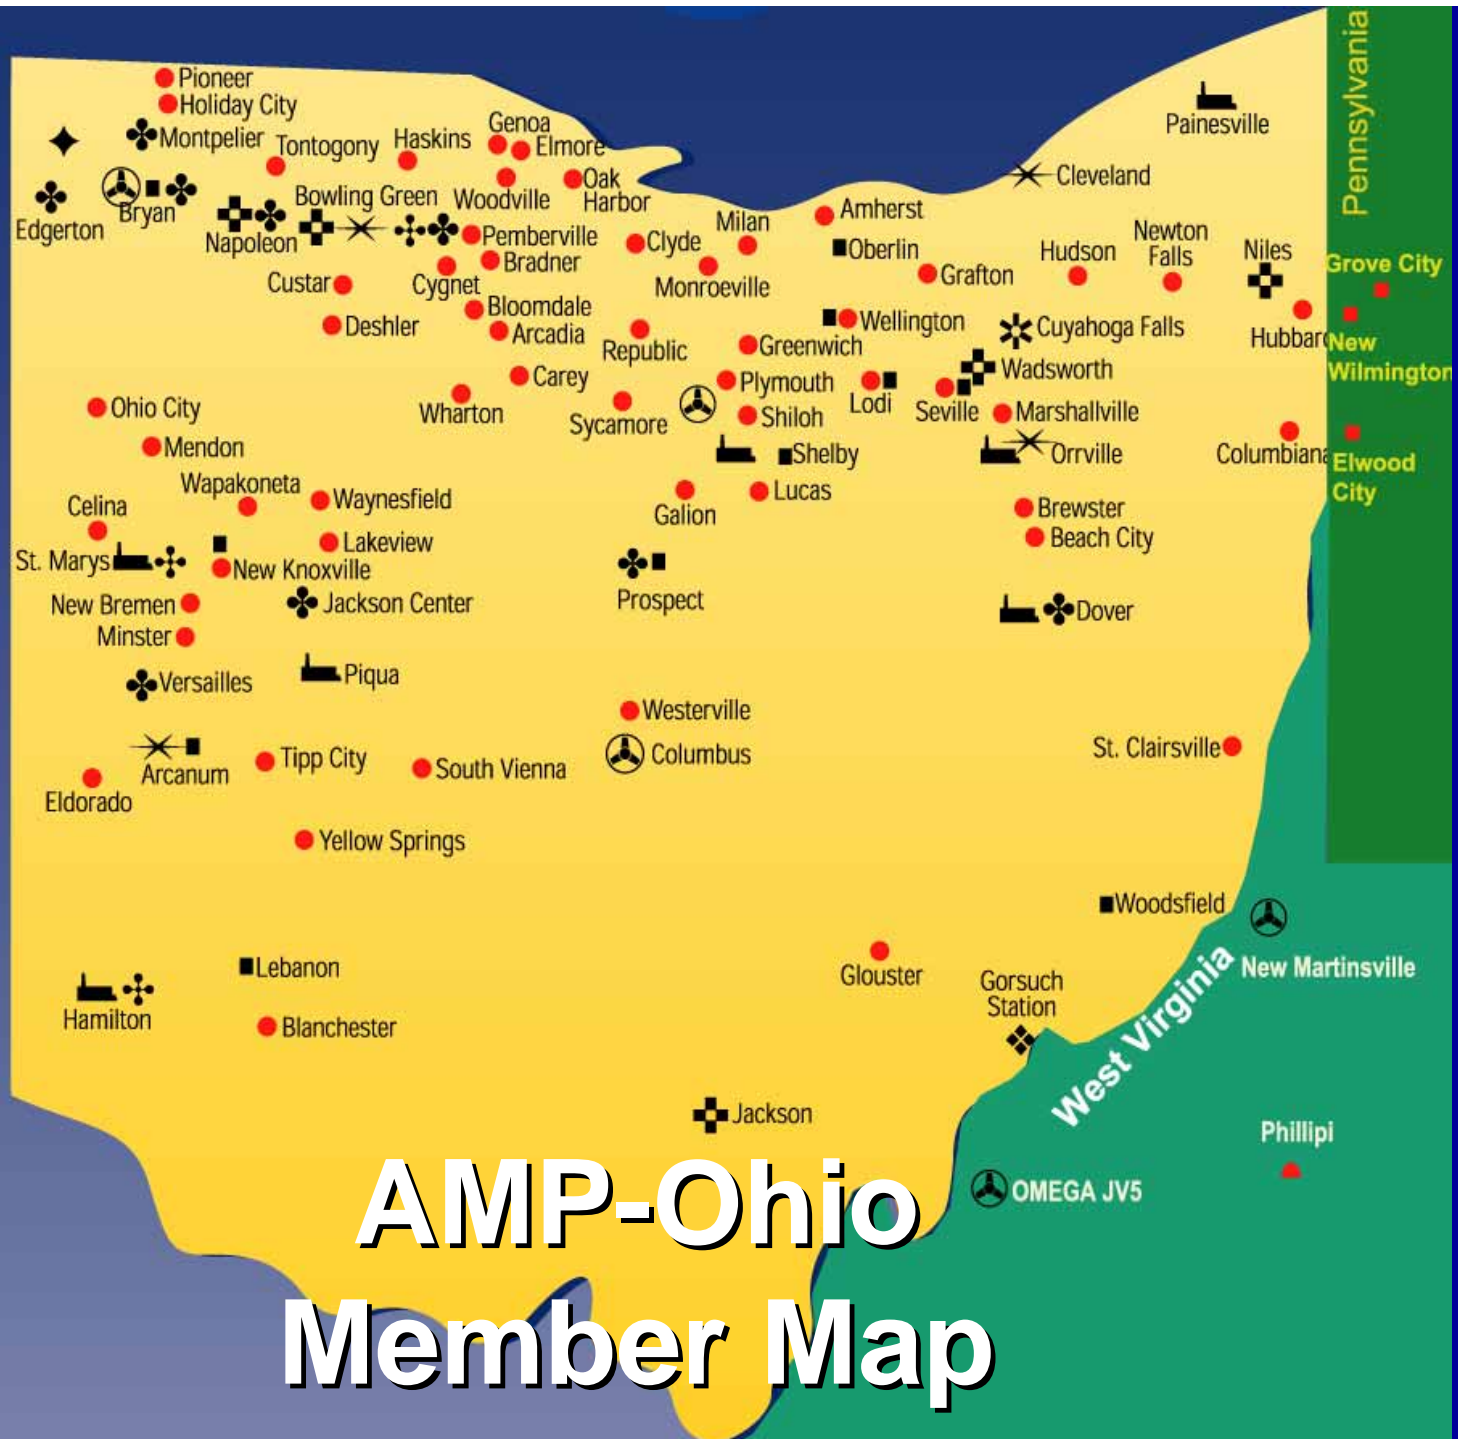 Pennsylvania
Pioneer
Holiday City
Montpelier
Tontogony
Haskins
Genoa
Elmore
Painesville
Cleveland
Edgerton
Bryan
Napoleon
Bowling Green
Woodville
Oak
Harbor
Pemberville
Bradner
Custar
Cygnet
Clyde
Milan
Monroeville
Amherst
Oberlin
Grafton
Hudson
Newton
Falls
Niles
Grove City
Hubbard
New
Wilmington
Deshler
Bloomdale
Arcadia
Republic
Greenwich
Wellington
Cuyahoga Falls
Wadsworth
Carey
Wharton
Sycamore
Plymouth
Shiloh
Lodi
Seville
Marshallville
Ohio City
Mendon
Shelby
Orrville
Columbiana
Elwood
City
Wapakoneta
Waynesfield
Celina
Galion
Lucas
Brewster
Beach City
St. Marys
Lakeview
New Knoxville
New Bremen
Jackson Center
Prospect
Dover
Minster
Versailles
Piqua
Westerville
Columbus
St. Clairsville
Arcanum
Tipp City
South Vienna
Eldorado
Yellow Springs
Woodsfield
Lebanon
Glouster
Gorsuch
Station
West Virginia
New Martinsville
Hamilton
Blanchester
Jackson
Phillipi
OMEGA JV5
AMP-Ohio
Member Map